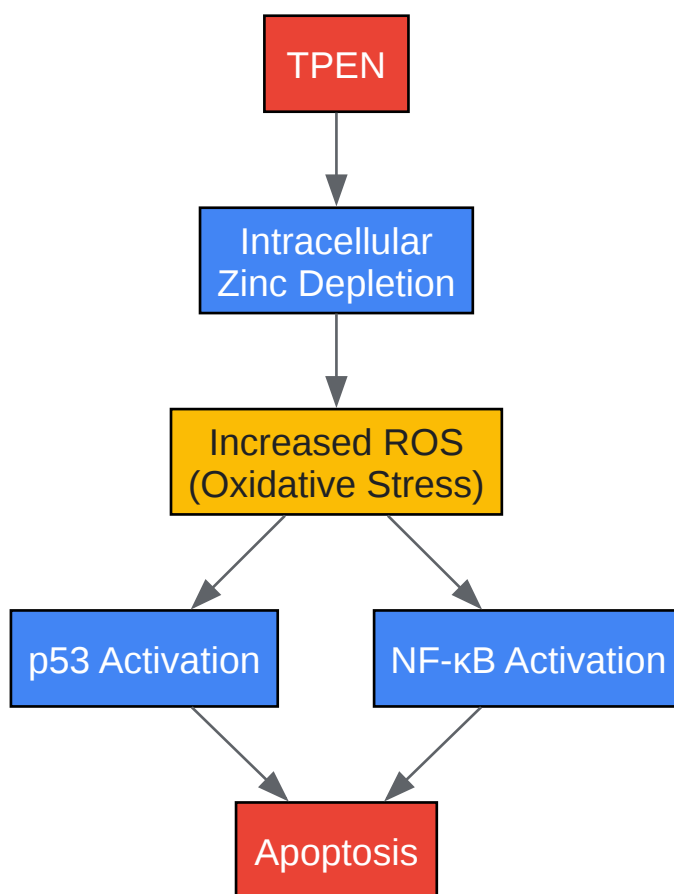 TPEN
Intracellular
Zinc Depletion
Increased ROS
(Oxidative Stress)
p53 Activation
NF-κB Activation
Apoptosis